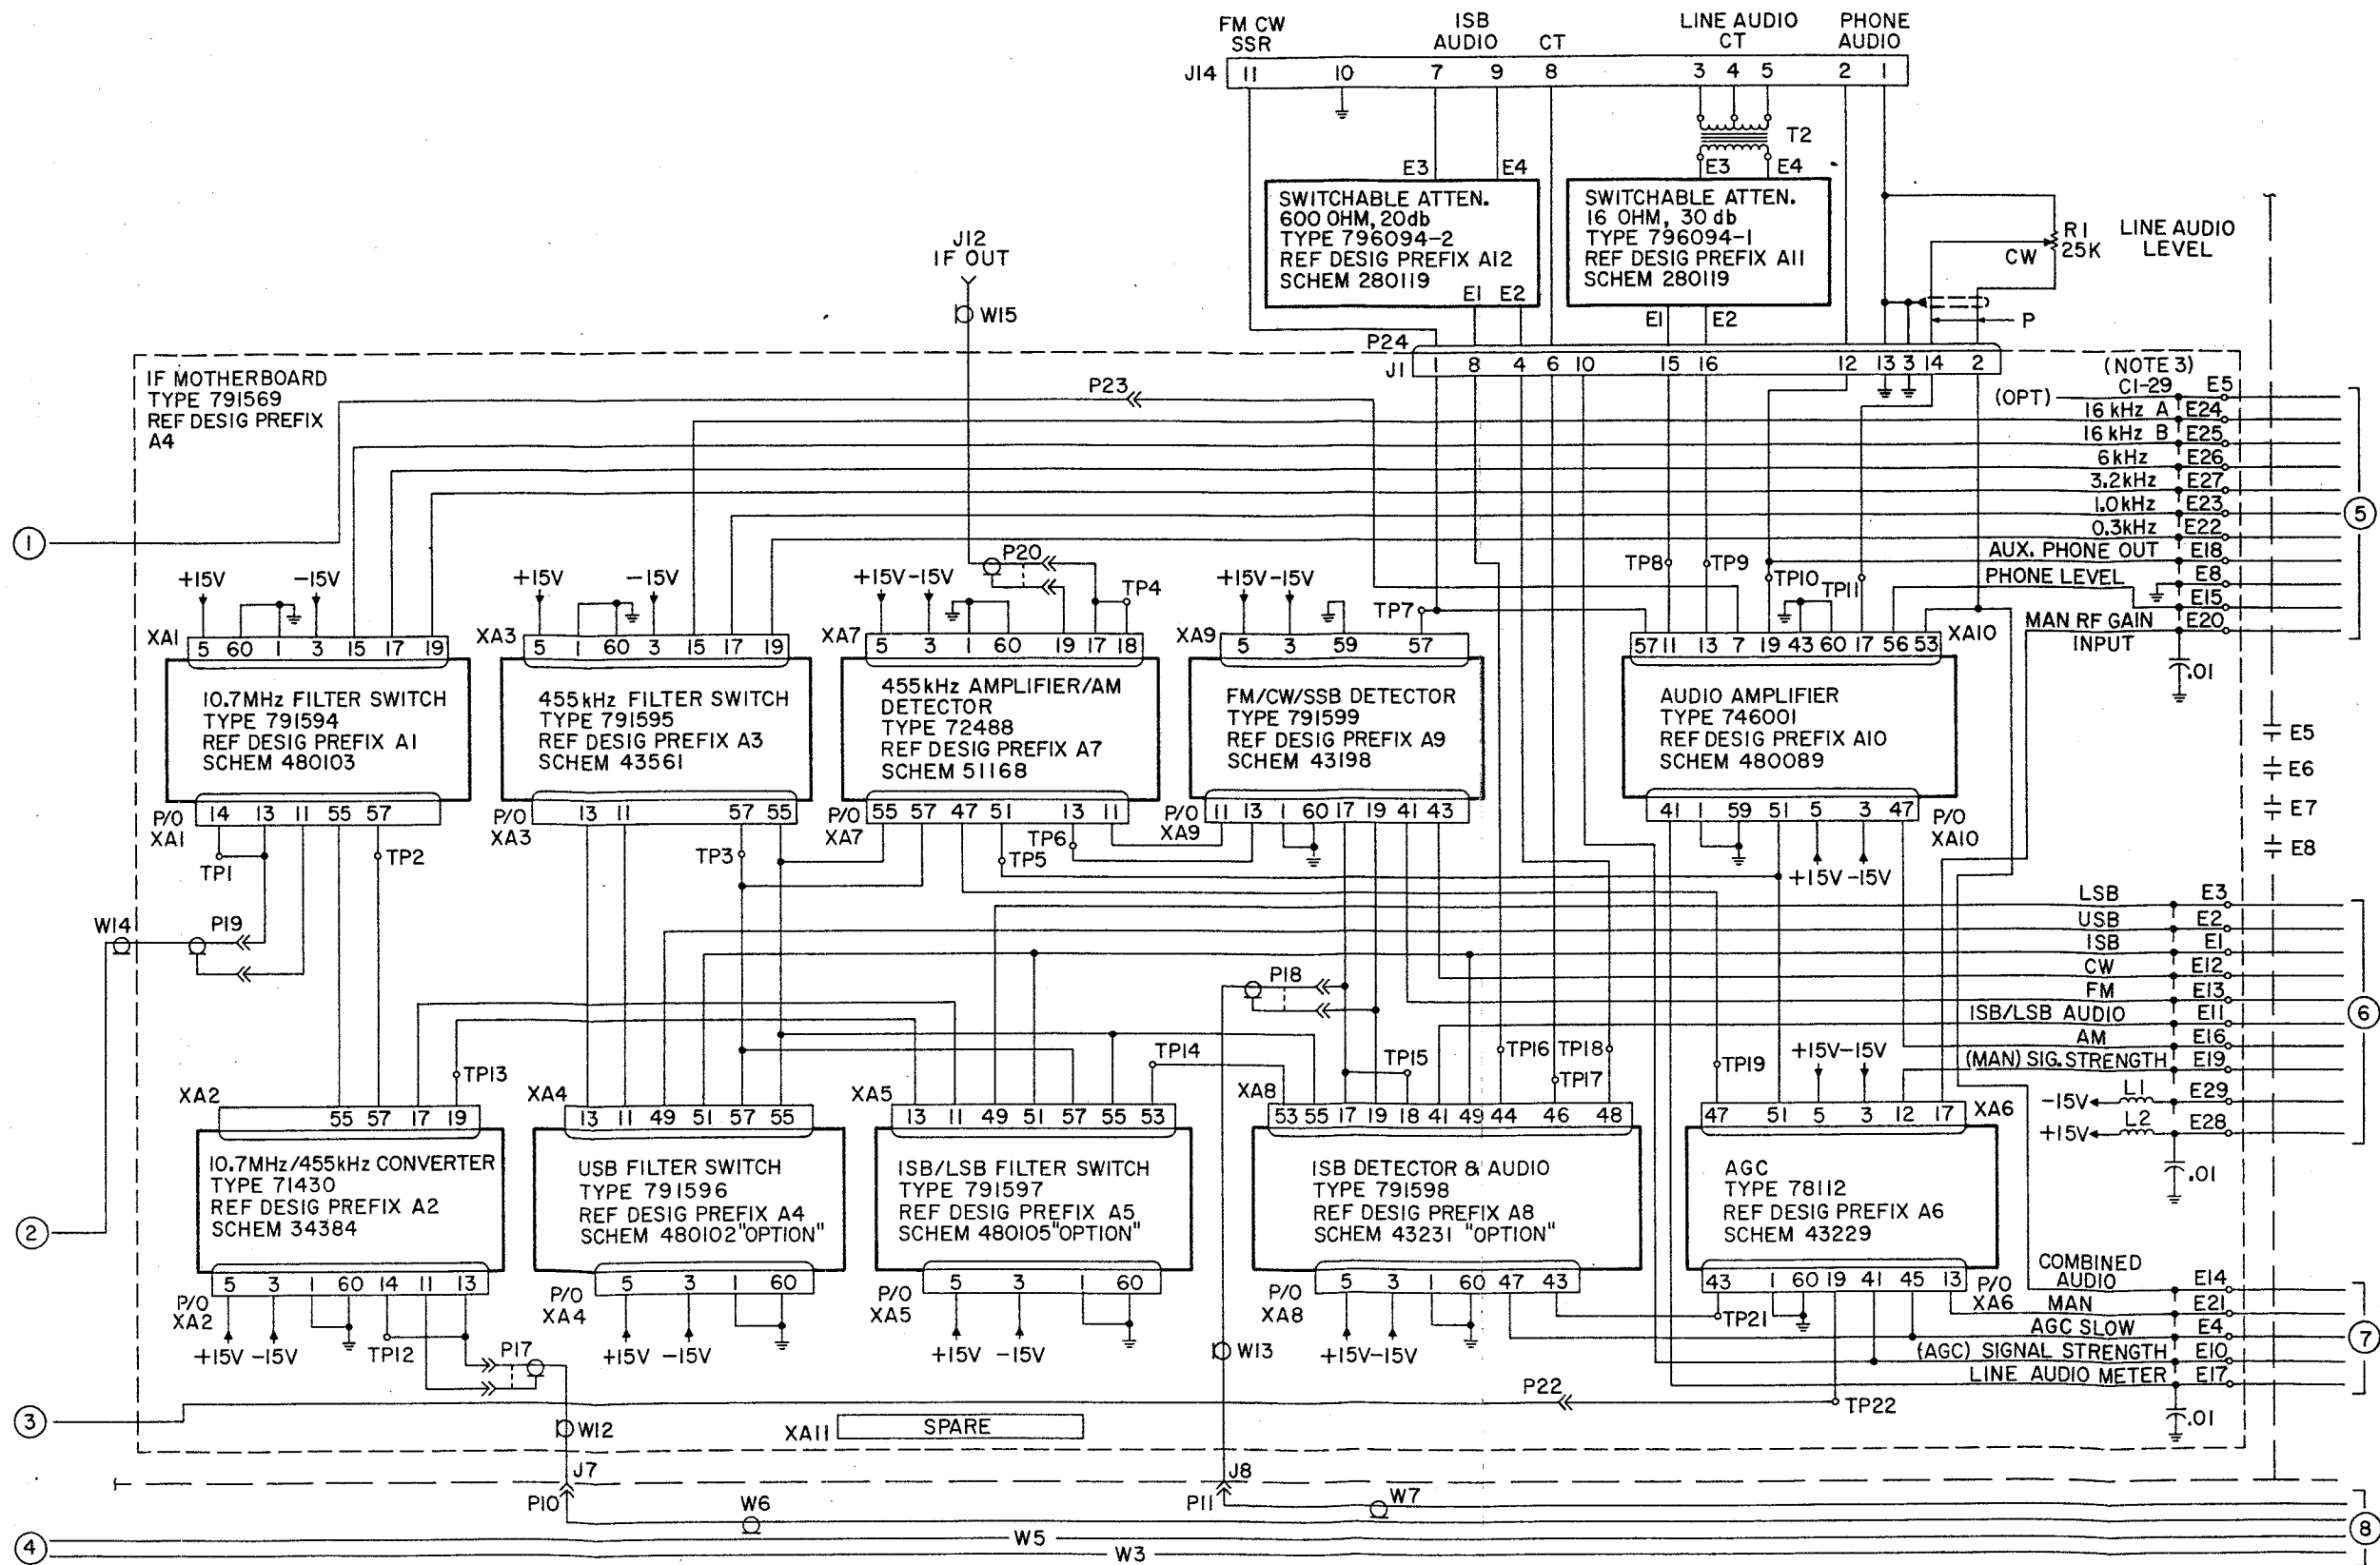 FM CW
SSR
ISB
AUDIO
CT
LINE AUDIO
CT
PHONE
AUDIO
J14 11 10 7 9 8 3 4 5 2 1
T2
E3 E4
E3 E4
SWITCHABLE ATTEN.
600 OHM, 20db
TYPE 796094-2
REF DESIG PREFIX A12
SCHEM 280119
E1 E2
SWITCHABLE ATTEN.
16 OHM, 30 db
TYPE 796094-1
REF DESIG PREFIX A11
SCHEM 280119
E1 E2
R1
25K
CW
LINE AUDIO
LEVEL
P
J12
IF OUT
W15
P24
J1 1 8 4 6 10 15 16 12 13 3 14 2
IF MOTHERBOARD
TYPE 791569
REF DESIG PREFIX
A4
P23
(NOTE 3)
(OPT) C1-29 E5
16 kHz A E24
16 kHz B E25
6 kHz E26
3.2kHz E27
1.0kHz E23
0.3kHz E22
AUX. PHONE OUT E18
PHONE LEVEL E8
E15
MAN RF GAIN E20
INPUT
.01
1
5
+15V -15V
+15V -15V
+15V -15V
P20
TP4
+15V -15V
TP7
TP8 TP9 TP10 TP11
XA1 5 60 1 3 15 17 19
XA3 5 1 60 3 15 17 19
XA7 5 3 1 60 19 17 18
XA9 5 3 59 57
57 11 13 7 19 43 60 17 56 53 XA10
10.7MHz FILTER SWITCH
TYPE 791594
REF DESIG PREFIX A1
SCHEM 480103
455kHz FILTER SWITCH
TYPE 791595
REF DESIG PREFIX A3
SCHEM 43561
455kHz AMPLIFIER/AM
DETECTOR
TYPE 72488
REF DESIG PREFIX A7
SCHEM 51168
FM/CW/SSB DETECTOR
TYPE 791599
REF DESIG PREFIX A9
SCHEM 43198
AUDIO AMPLIFIER
TYPE 746001
REF DESIG PREFIX A10
SCHEM 480089
E5
E6
E7
E8
P/O
XA1
14 13 11 55 57
P/O
XA3
13 11 57 55
P/O
XA7
55 57 47 51 13 11
P/O
XA9
11 13 1 60 17 19 41 43
41 1 59 51 5 3 47
P/O
XA10
TP1 TP2 TP3 TP5 TP6
+15V -15V
W14 P19
P18
LSB E3
USB E2
ISB E1
CW E12
FM E13
ISB/LSB AUDIO E11
AM E16
(MAN) SIG. STRENGTH E19
-15V L1 E29
+15V L2 E28
.01
6
TP13
TP14
TP15
TP16 TP18
TP17
TP19
+15V -15V
XA2 55 57 17 19
XA4 13 11 49 51 57 55
XA5 13 11 49 51 57 55 53
XA8 53 55 17 19 18 41 49 44 46 48
47 51 5 3 12 17 XA6
10.7MHz/455kHz CONVERTER
TYPE 71430
REF DESIG PREFIX A2
SCHEM 34384
USB FILTER SWITCH
TYPE 791596
REF DESIG PREFIX A4
SCHEM 480102 "OPTION"
ISB/LSB FILTER SWITCH
TYPE 791597
REF DESIG PREFIX A5
SCHEM 480105 "OPTION"
ISB DETECTOR & AUDIO
TYPE 791598
REF DESIG PREFIX A8
SCHEM 43231 "OPTION"
AGC
TYPE 78112
REF DESIG PREFIX A6
SCHEM 43229
2
P/O
XA2
5 3 1 60 14 11 13
P/O
XA4
5 3 1 60
P/O
XA5
5 3 1 60
P/O
XA8
5 3 1 60 47 43
43 1 60 19 41 45 13
P/O
XA6
COMBINED
AUDIO E14
MAN E21
AGC SLOW E4
(AGC) SIGNAL STRENGTH E10
LINE AUDIO METER E17
.01
7
+15V -15V
TP12
P17
+15V -15V
+15V -15V
W13
+15V -15V
TP21
P22
TP22
3
W12
XA11 SPARE
J7
P10
W6
J8
P11
W7
W5
W3
4
8